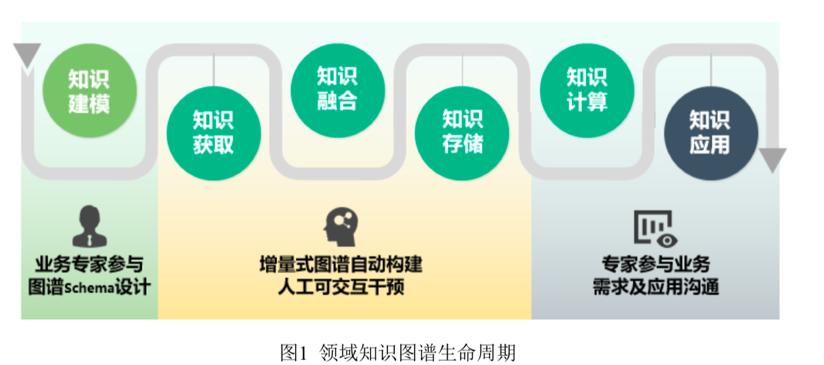 知识
建模
知识
获取
知识
融合
知识
存储
知识
计算
知识
应用
业务专家参与
图谱Schema设计
增量式图谱自动构建
人工可交互干预
专家参与业务
需求及应用沟通
图1 领域知识图谱生命周期